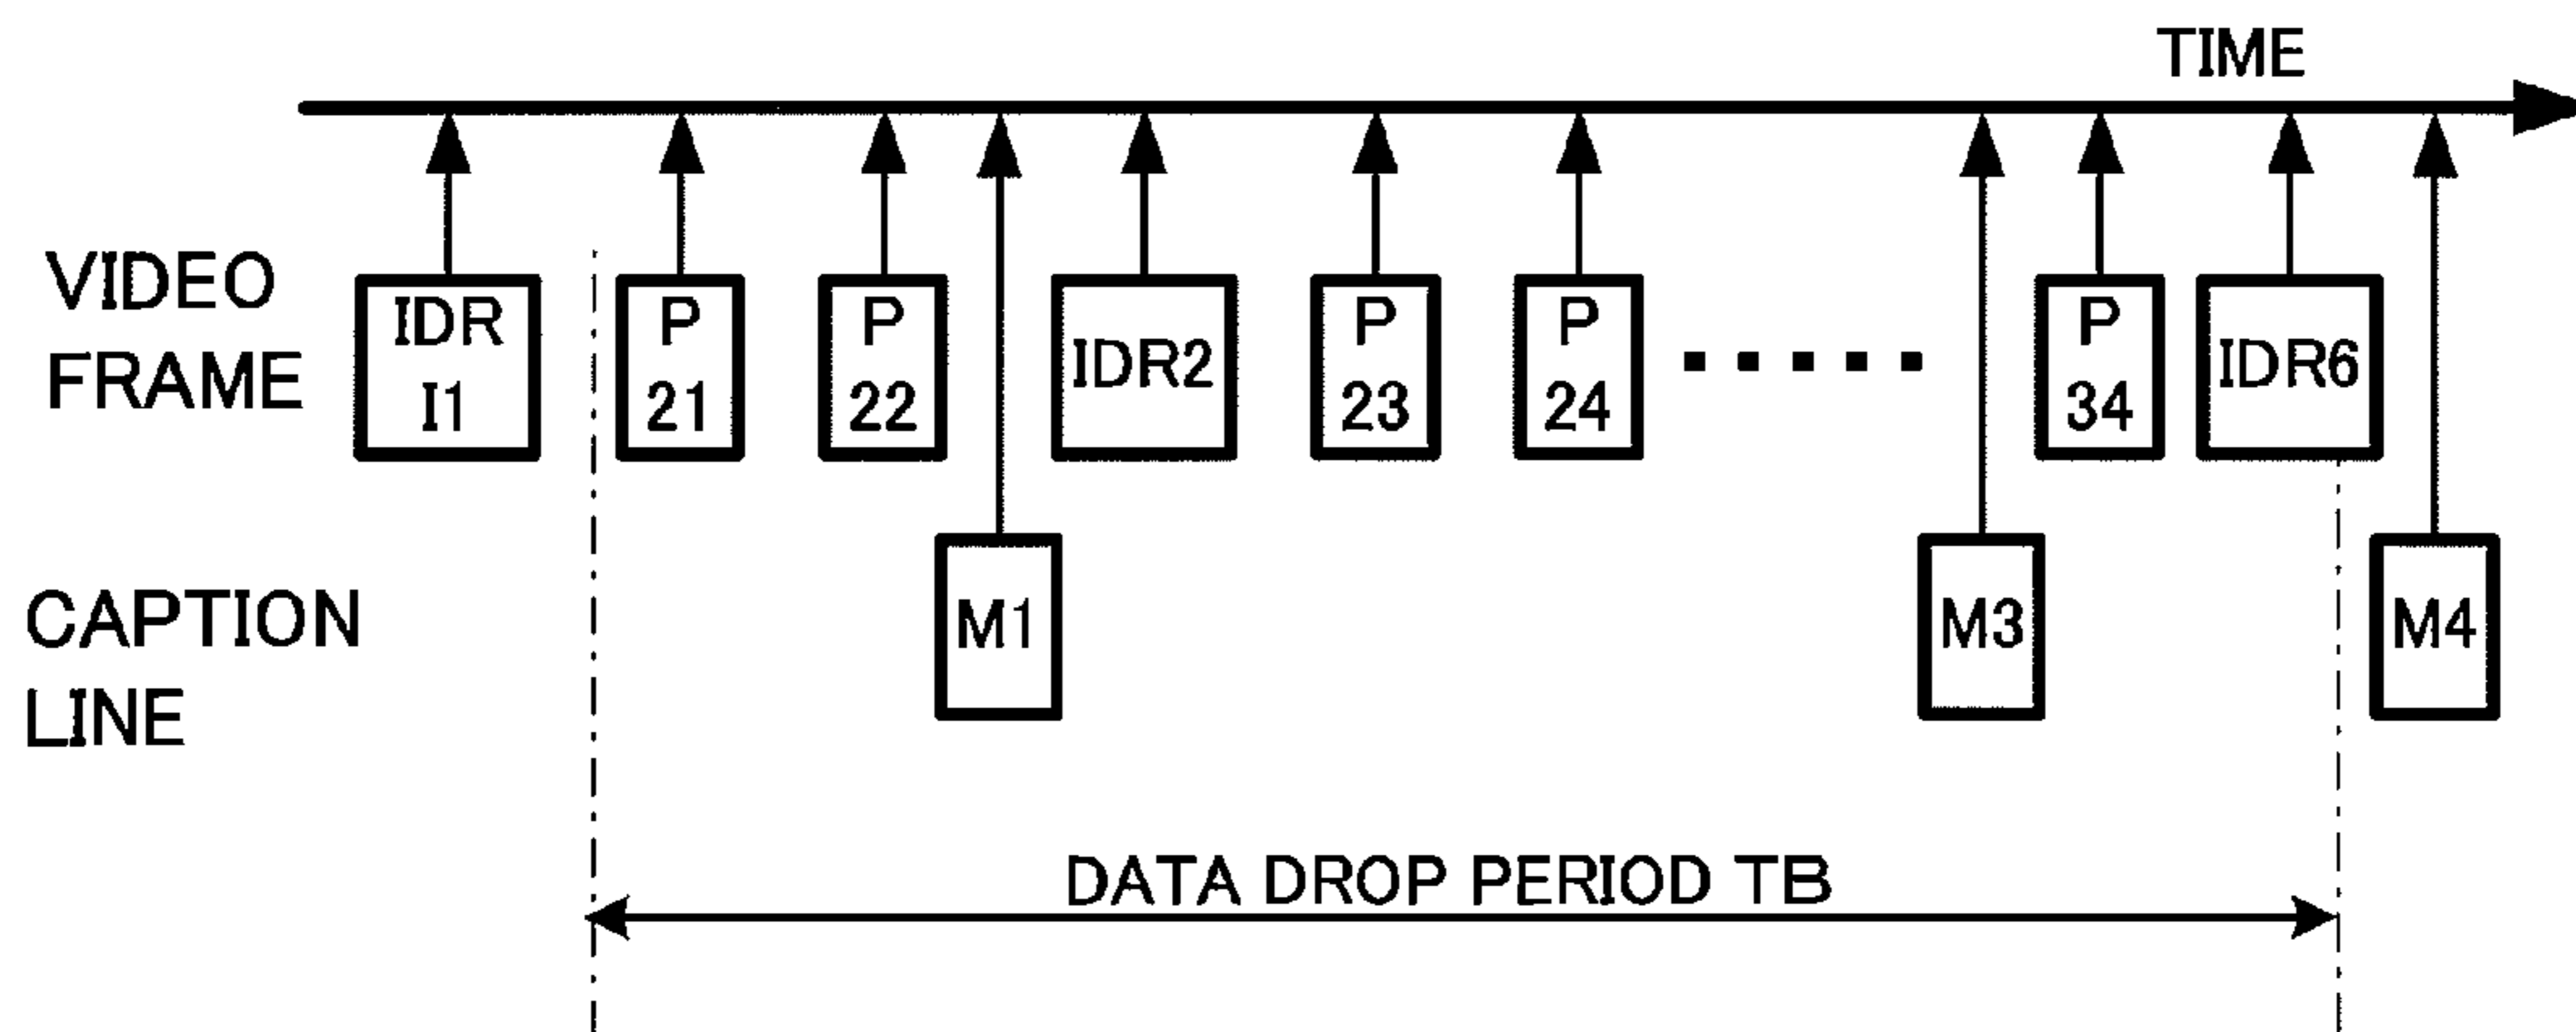 TIME
VIDEO
FRAME
IDR
I1
P
21
P
22
IDR2
P
23
P
24
P
34
IDR6
CAPTION
LINE
M1
M3
M4
DATA DROP PERIOD TB